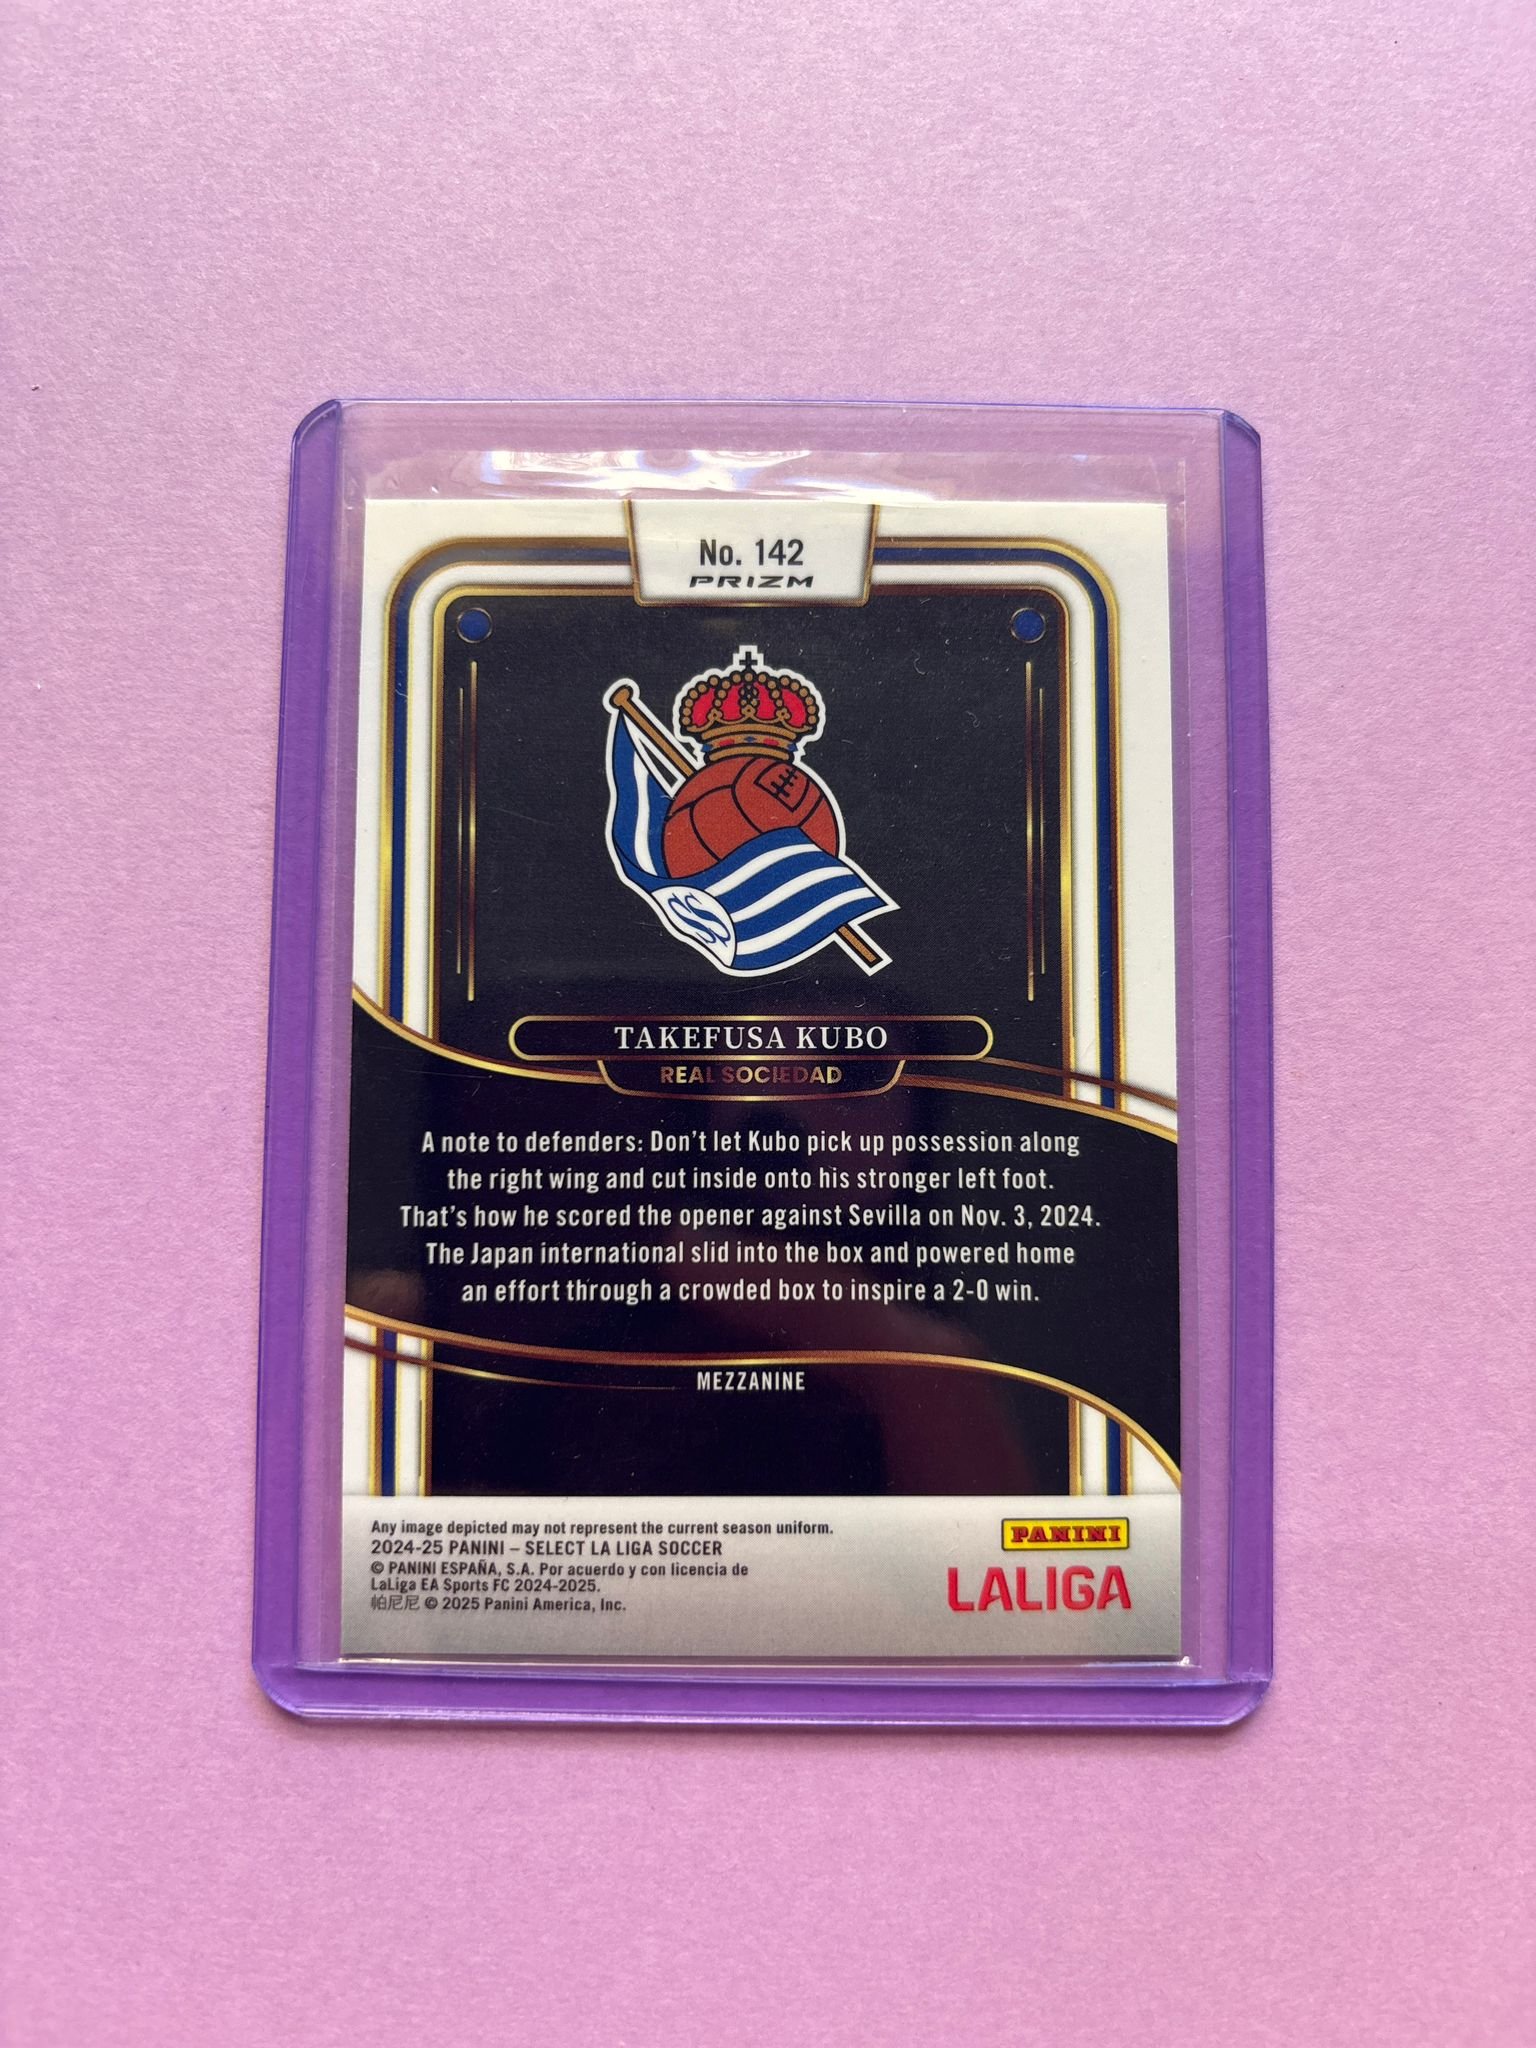 No. 142
PRIZM
TAKEFUSA KUBO
REAL SOCIEDAD
A note to defenders: Don't let Kubo pick up possession along
the right wing and cut inside onto his stronger left foot.
That's how he scored the opener against Sevilla on Nov. 3, 2024.
The Japan international slid into the box and powered home
an effort through a crowded box to inspire a 2-0 win.
MEZZANINE
Any image depicted may not represent the current season uniform.
2024-25 PANINI – SELECT LA LIGA SOCCER
© PANINI ESPAÑA, S.A. Por acuerdo y con licencia de
LaLiga EA Sports FC 2024-2025.
帕尼尼 © 2025 Panini America, Inc.
PANINI
LALIGA